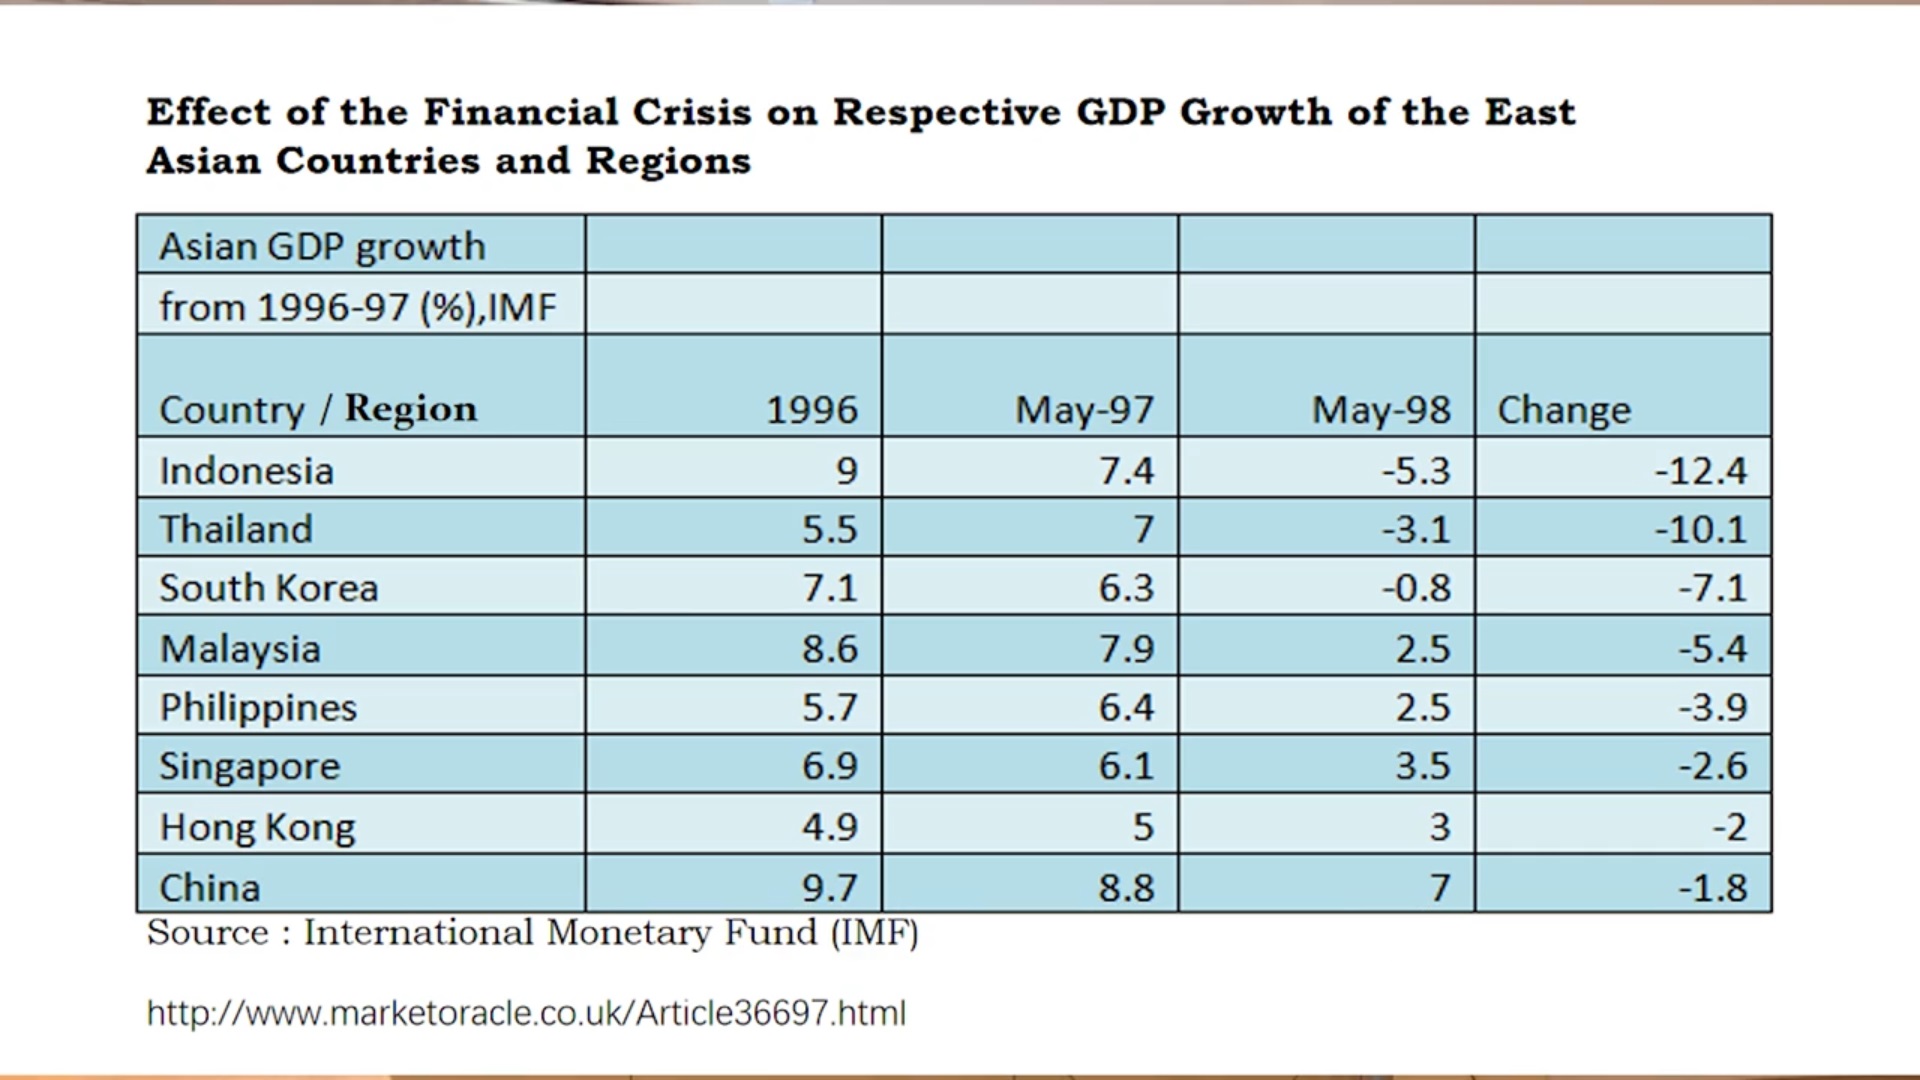 Effect of the Financial Crisis on Respective GDP Growth of the East
Asian Countries and Regions
Asian GDP growth
from 1996-97 (%),IMF
Country / Region 1996 May-97 May-98 Change
Indonesia 9 7.4 -5.3 -12.4
Thailand 5.5 7 -3.1 -10.1
South Korea 7.1 6.3 -0.8 -7.1
Malaysia 8.6 7.9 2.5 -5.4
Philippines 5.7 6.4 2.5 -3.9
Singapore 6.9 6.1 3.5 -2.6
Hong Kong 4.9 5 3 -2
China 9.7 8.8 7 -1.8
Source : International Monetary Fund (IMF)
http://www.marketoracle.co.uk/Article36697.html